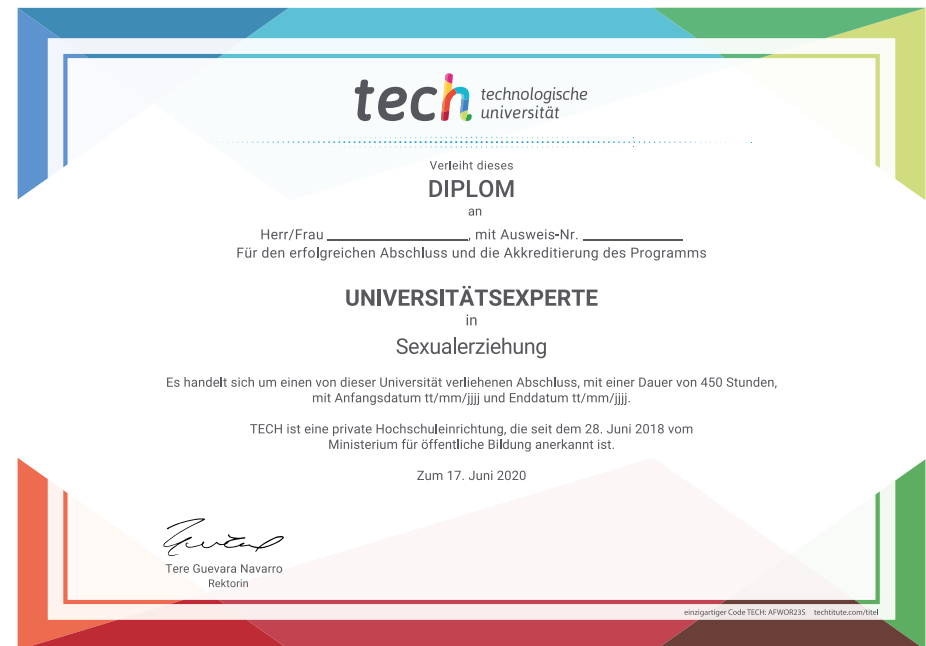 tech technologische
universität
Verleiht dieses
DIPLOM
an
Herr/Frau ____________________, mit Ausweis-Nr. ______________
Für den erfolgreichen Abschluss und die Akkreditierung des Programms
UNIVERSITÄTSEXPERTE
in
Sexualerziehung
Es handelt sich um einen von dieser Universität verliehenen Abschluss, mit einer Dauer von 450 Stunden,
mit Anfangsdatum tt/mm/jjjj und Enddatum tt/mm/jjjj.
TECH ist eine private Hochschuleinrichtung, die seit dem 28. Juni 2018 vom
Ministerium für öffentliche Bildung anerkannt ist.
Zum 17. Juni 2020
Tere Guevara Navarro
Rektorin
einzigartiger Code TECH: AFWOR23S techtitute.com/titel